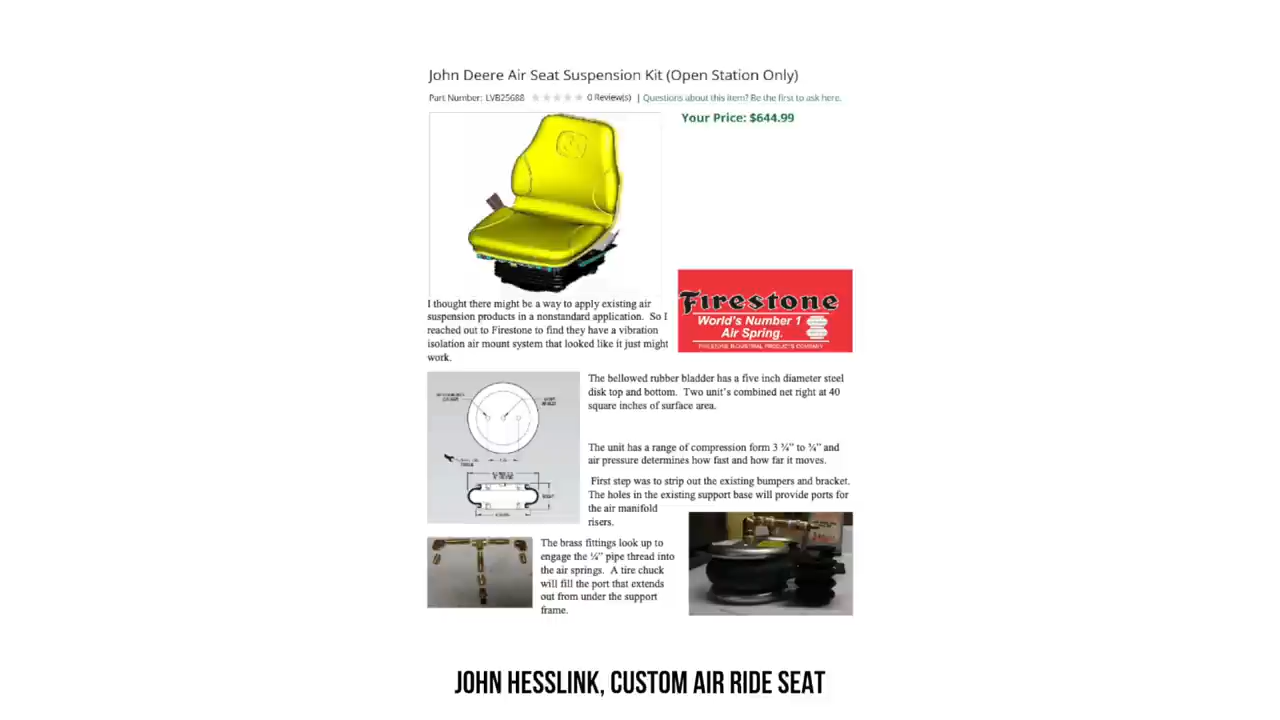 John Deere Air Seat Suspension Kit (Open Station Only)
Part Number: LVB25688 0 Review(s) | Questions about this item? Be the first to ask here.
Your Price: $644.99
I thought there might be a way to apply existing air
suspension products in a nonstandard application. So I
reached out to Firestone to find they have a vibration
isolation air mount system that looked like it just might
work.
Firestone
World's Number 1
Air Spring.
FIRESTONE INDUSTRIAL PRODUCTS COMPANY
The bellowed rubber bladder has a five inch diameter steel
disk top and bottom. Two unit's combined net right at 40
square inches of surface area.
The unit has a range of compression form 3 ¾" to ¾" and
air pressure determines how fast and how far it moves.
First step was to strip out the existing bumpers and bracket.
The holes in the existing support base will provide ports for
the air manifold
risers.
The brass fittings look up to
engage the ¼" pipe thread into
the air springs. A tire chuck
will fill the port that extends
out from under the support
frame.
JOHN HESSLINK, CUSTOM AIR RIDE SEAT